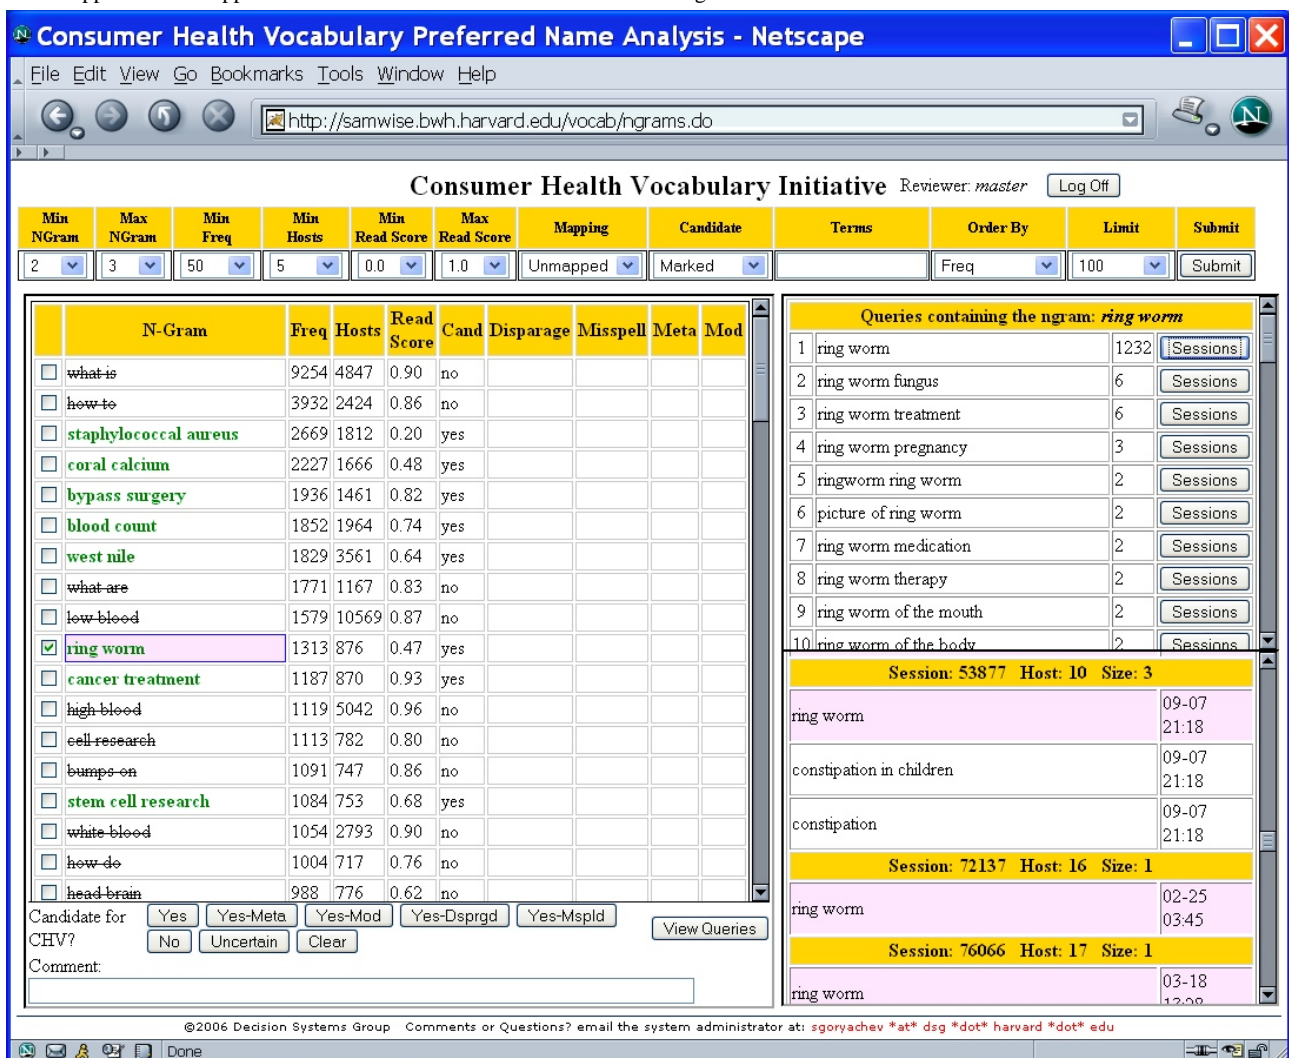 Consumer Health Vocabulary Preferred Name Analysis - Netscape
File Edit View Go Bookmarks Tools Window Help
http://samwise.bwh.harvard.edu/vocab/ngrams.do
Consumer Health Vocabulary Initiative Reviewer: master Log Off
Min NGram Max NGram Min Freq Min Hosts Min Read Score Max Read Score Mapping Candidate Terms Order By Limit Submit
2 3 50 5 0.0 1.0 Unmapped Marked Freq 100 Submit
N-Gram Freq Hosts Read Score Cand Disparage Misspell Meta Mod
what is 9254 4847 0.90 no
how to 3932 2424 0.86 no
staphylococcal aureus 2669 1812 0.20 yes
coral calcium 2227 1666 0.48 yes
bypass surgery 1936 1461 0.82 yes
blood count 1852 1964 0.74 yes
west nile 1829 3561 0.64 yes
what are 1771 1167 0.83 no
low blood 1579 10569 0.87 no
ring worm 1313 876 0.47 yes
cancer treatment 1187 870 0.93 yes
high blood 1119 5042 0.96 no
cell research 1113 782 0.80 no
bumps on 1091 747 0.86 no
stem cell research 1084 753 0.68 yes
white blood 1054 2793 0.90 no
how do 1004 717 0.76 no
head brain 988 776 0.62 no
Candidate for CHV? Yes Yes-Meta Yes-Mod Yes-Dsprgd Yes-Mspld
No Uncertain Clear View Queries
Comment:
Queries containing the ngram: ring worm
1 ring worm 1232 Sessions
2 ring worm fungus 6 Sessions
3 ring worm treatment 6 Sessions
4 ring worm pregnancy 3 Sessions
5 ringworm ring worm 2 Sessions
6 picture of ring worm 2 Sessions
7 ring worm medication 2 Sessions
8 ring worm therapy 2 Sessions
9 ring worm of the mouth 2 Sessions
10 ring worm of the body 2 Sessions
Session: 53877 Host: 10 Size: 3
ring worm 09-07 21:18
constipation in children 09-07 21:18
constipation 09-07 21:18
Session: 72137 Host: 16 Size: 1
ring worm 02-25 03:45
Session: 76066 Host: 17 Size: 1
ring worm 03-18
©2006 Decision Systems Group Comments or Questions? email the system administrator at: sgoryachev *at* dsg *dot* harvard *dot* edu
Done